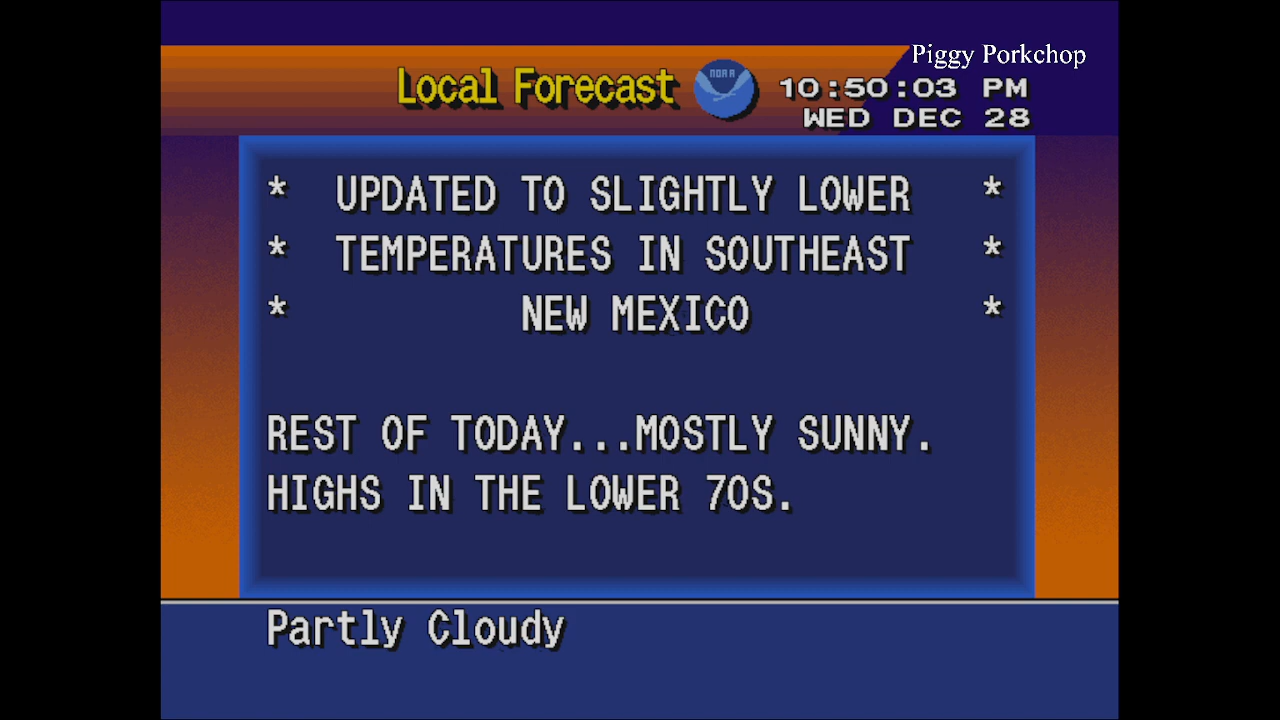 Piggy Porkchop
Local Forecast
NOAA
10:50:03 PM
WED DEC 28
* UPDATED TO SLIGHTLY LOWER *
* TEMPERATURES IN SOUTHEAST *
* NEW MEXICO *
REST OF TODAY...MOSTLY SUNNY.
HIGHS IN THE LOWER 70S.
Partly Cloudy